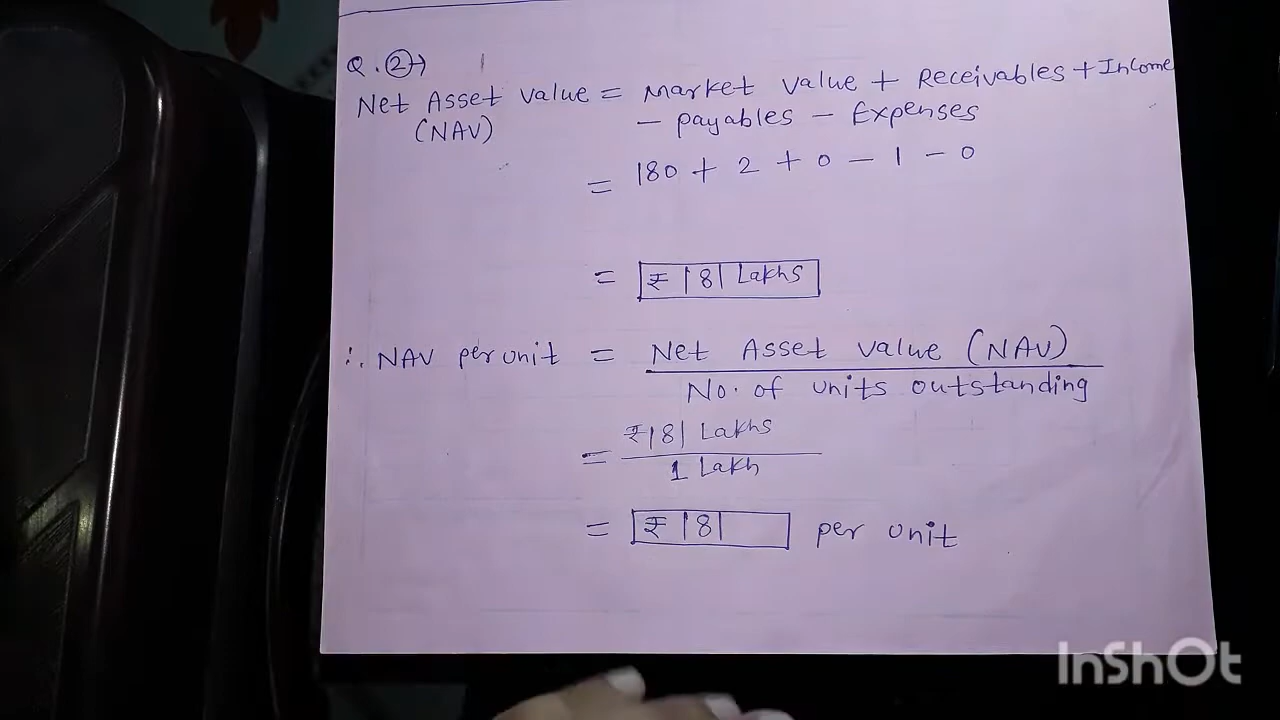 Q. ②→
Net Asset value = Market value + Receivables + Income
(NAV) - payables - Expenses
= 180 + 2 + 0 - 1 - 0
= ₹ 181 Lakhs
∴ NAV per unit = Net Asset value (NAV)
No. of units outstanding
= ₹181 Lakhs
1 Lakh
= ₹ 181 per unit
InShOt